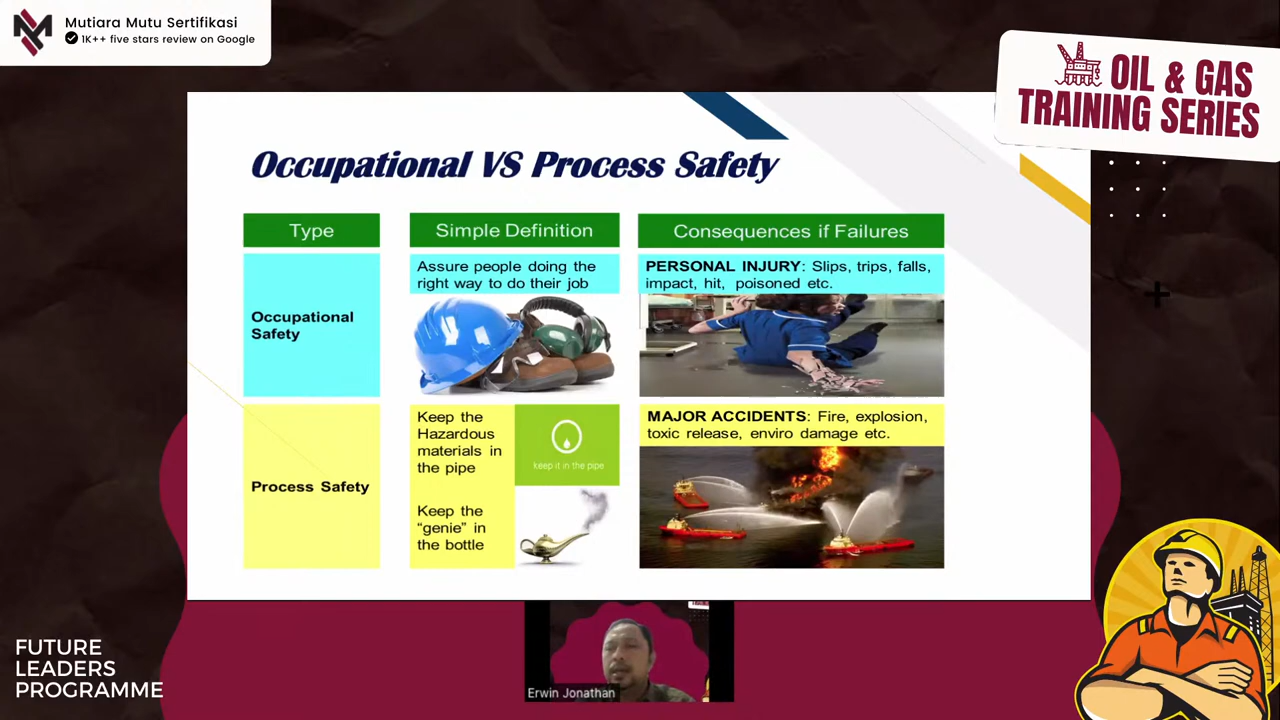 Mutiara Mutu Sertifikasi
1K++ five stars review on Google
OIL & GAS
TRAINING SERIES
Occupational VS Process Safety
Type
Simple Definition
Consequences if Failures
Occupational
Safety
Assure people doing the
right way to do their job
PERSONAL INJURY: Slips, trips, falls,
impact, hit, poisoned etc.
Process Safety
Keep the
Hazardous
materials in
the pipe
keep it in the pipe
Keep the
"genie" in
the bottle
MAJOR ACCIDENTS: Fire, explosion,
toxic release, enviro damage etc.
FUTURE
LEADERS
PROGRAMME
Erwin Jonathan